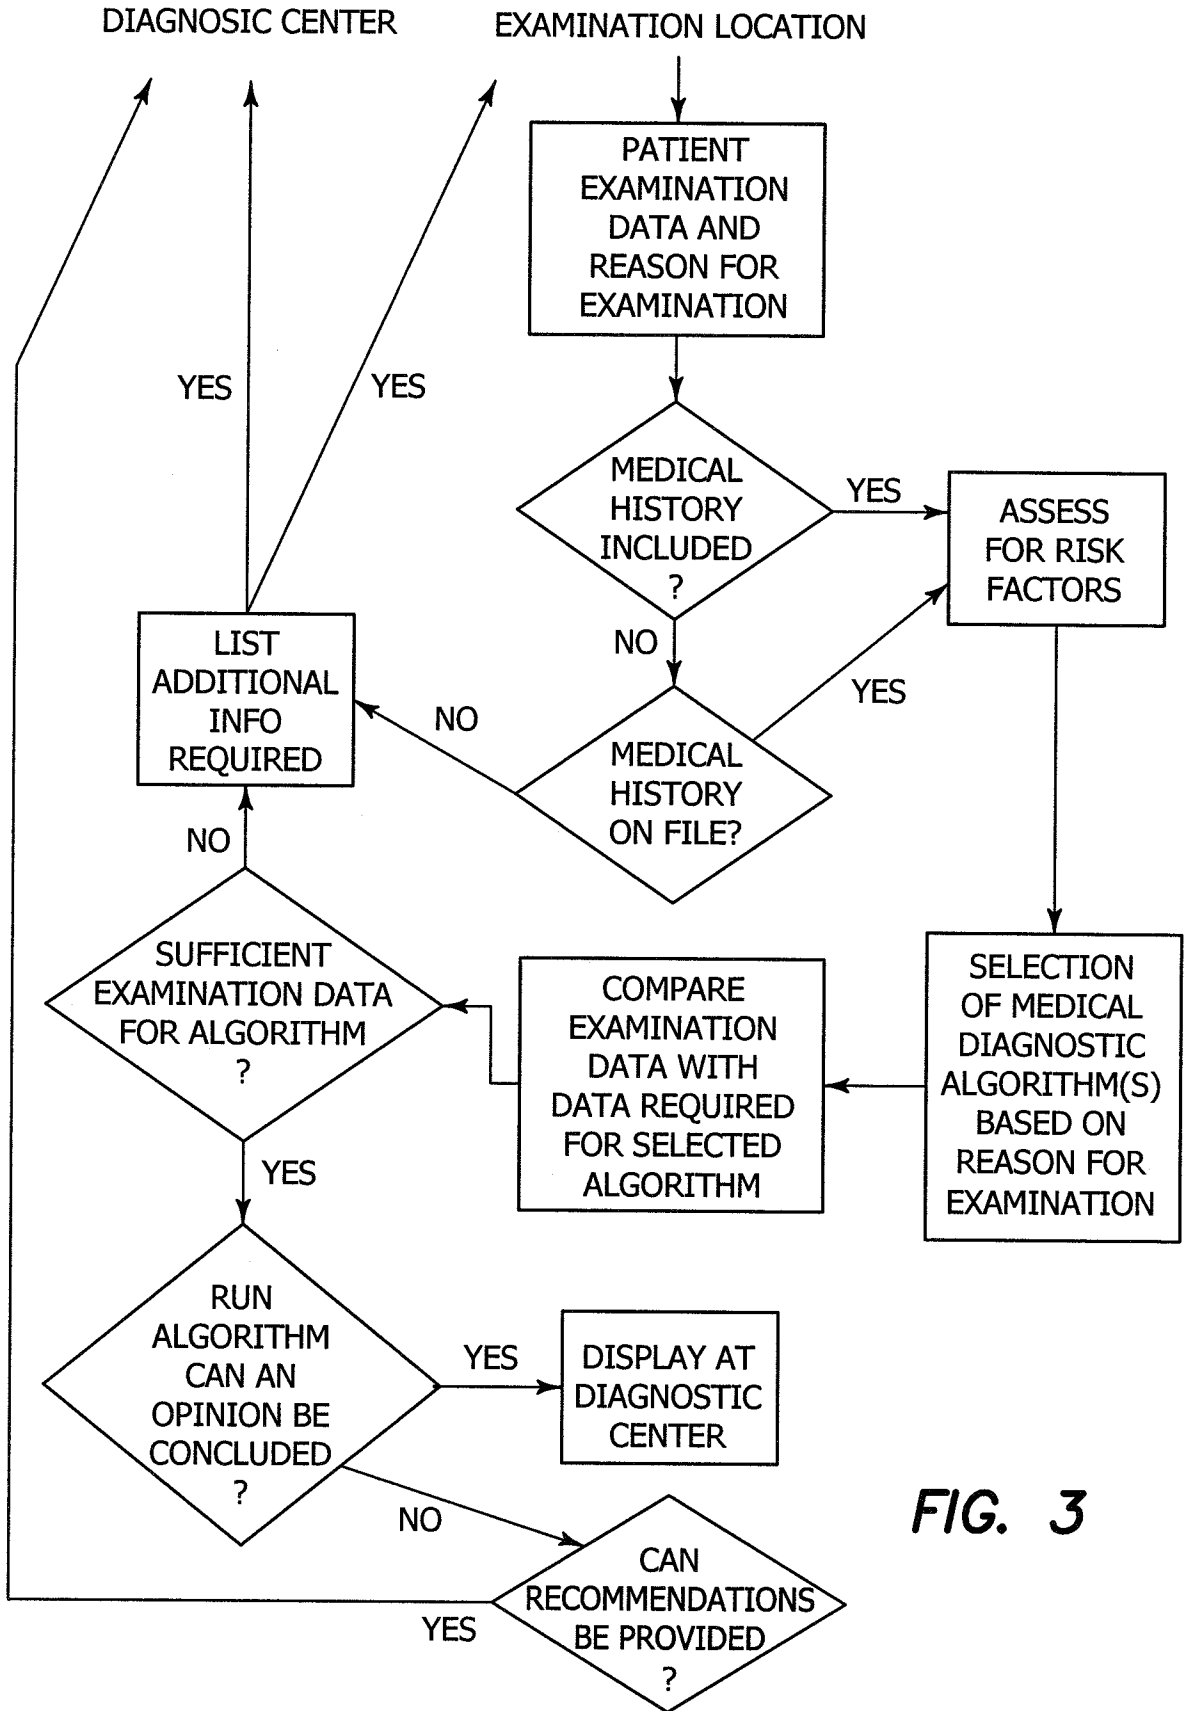 DIAGNOSIC CENTER
EXAMINATION LOCATION
PATIENT
EXAMINATION
DATA AND
REASON FOR
EXAMINATION
YES
YES
MEDICAL
HISTORY
INCLUDED
?
YES
ASSESS
FOR RISK
FACTORS
NO
YES
LIST
ADDITIONAL
INFO
REQUIRED
NO
MEDICAL
HISTORY
ON FILE?
NO
SUFFICIENT
EXAMINATION DATA
FOR ALGORITHM
?
COMPARE
EXAMINATION
DATA WITH
DATA REQUIRED
FOR SELECTED
ALGORITHM
SELECTION
OF MEDICAL
DIAGNOSTIC
ALGORITHM(S)
BASED ON
REASON FOR
EXAMINATION
YES
RUN
ALGORITHM
CAN AN
OPINION BE
CONCLUDED
?
YES
DISPLAY AT
DIAGNOSTIC
CENTER
NO
FIG. 3
CAN
RECOMMENDATIONS
BE PROVIDED
?
YES